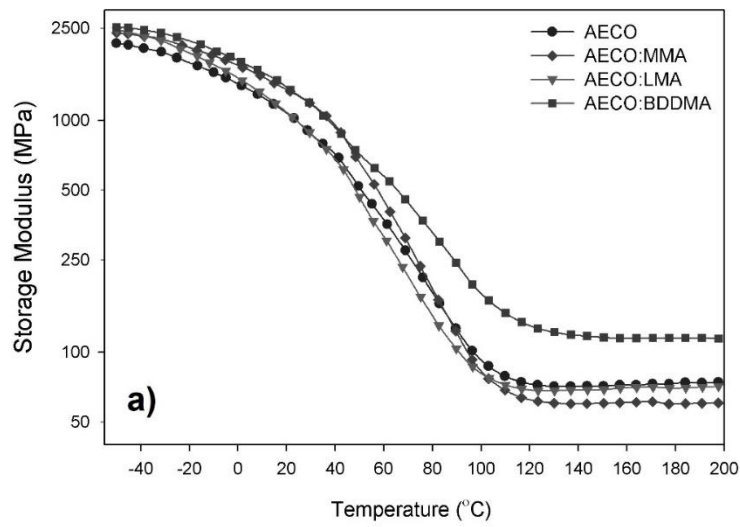 2500
1000
500
250
100
50
Storage Modulus (MPa)
AECO
AECO:MMA
AECO:LMA
AECO:BDDMA
a)
-40 -20 0 20 40 60 80 100 120 140 160 180 200
Temperature (°C)